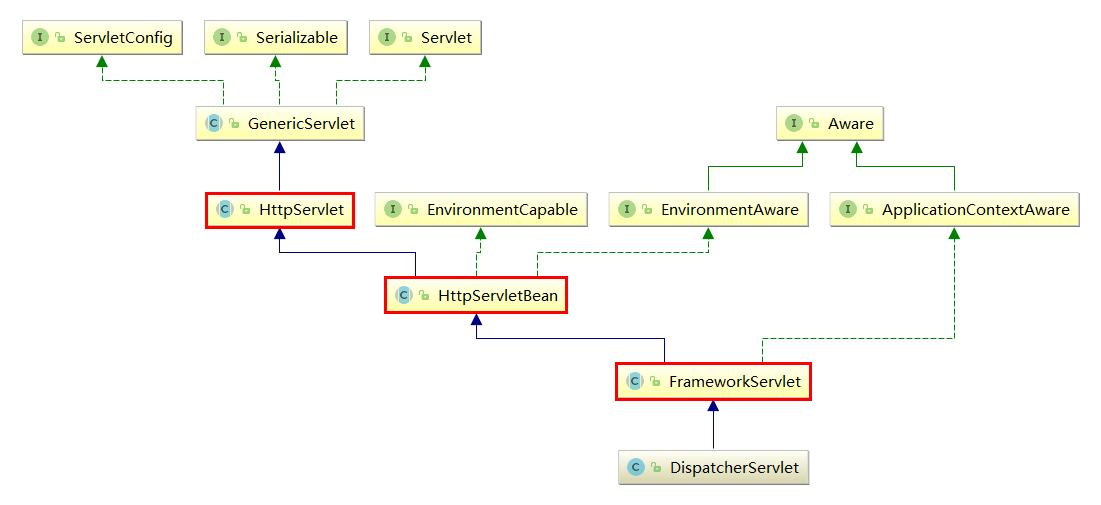 I ServletConfig
I Serializable
I Servlet
C GenericServlet
I Aware
C HttpServlet
I EnvironmentCapable
I EnvironmentAware
I ApplicationContextAware
C HttpServletBean
C FrameworkServlet
C DispatcherServlet